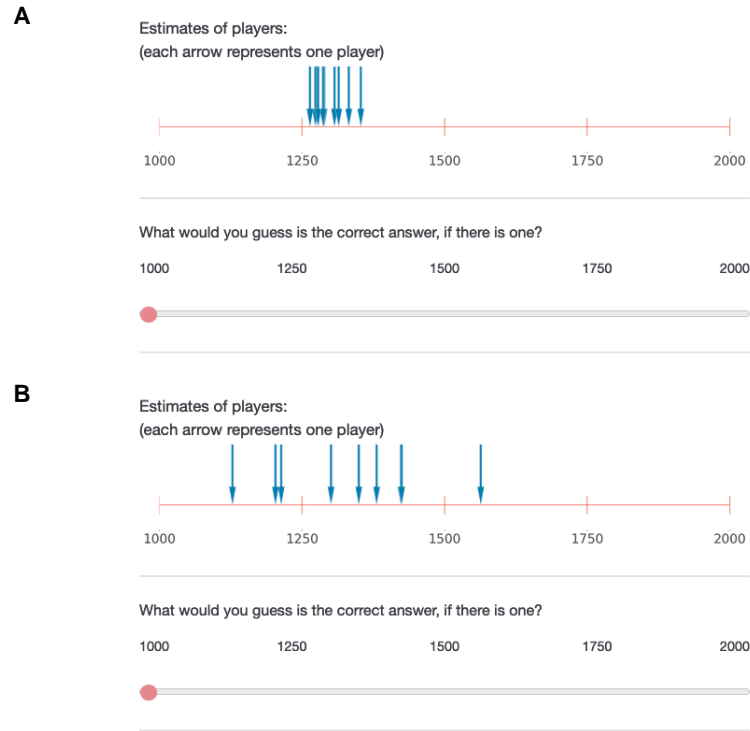 A
Estimates of players:
(each arrow represents one player)
1000 1250 1500 1750 2000
What would you guess is the correct answer, if there is one?
1000 1250 1500 1750 2000
B
Estimates of players:
(each arrow represents one player)
1000 1250 1500 1750 2000
What would you guess is the correct answer, if there is one?
1000 1250 1500 1750 2000